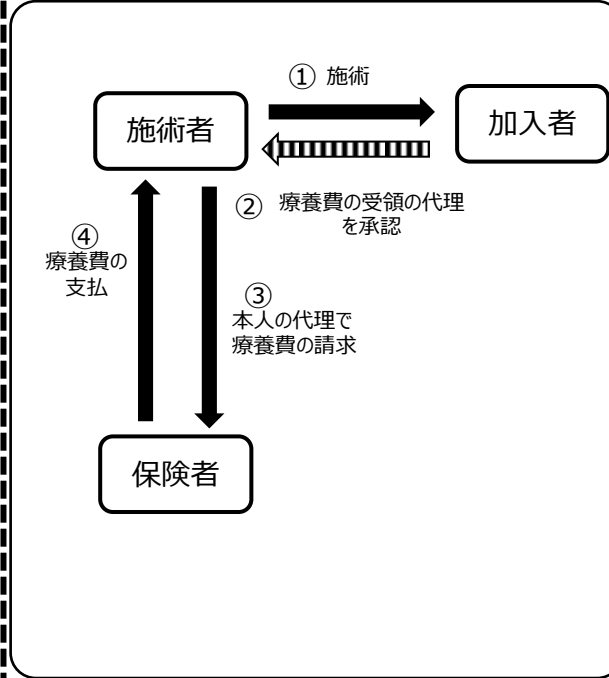 ① 施術
施術者
加入者
② 療養費の受領の代理
を承認
④
療養費の
支払
③
本人の代理で
療養費の請求
保険者